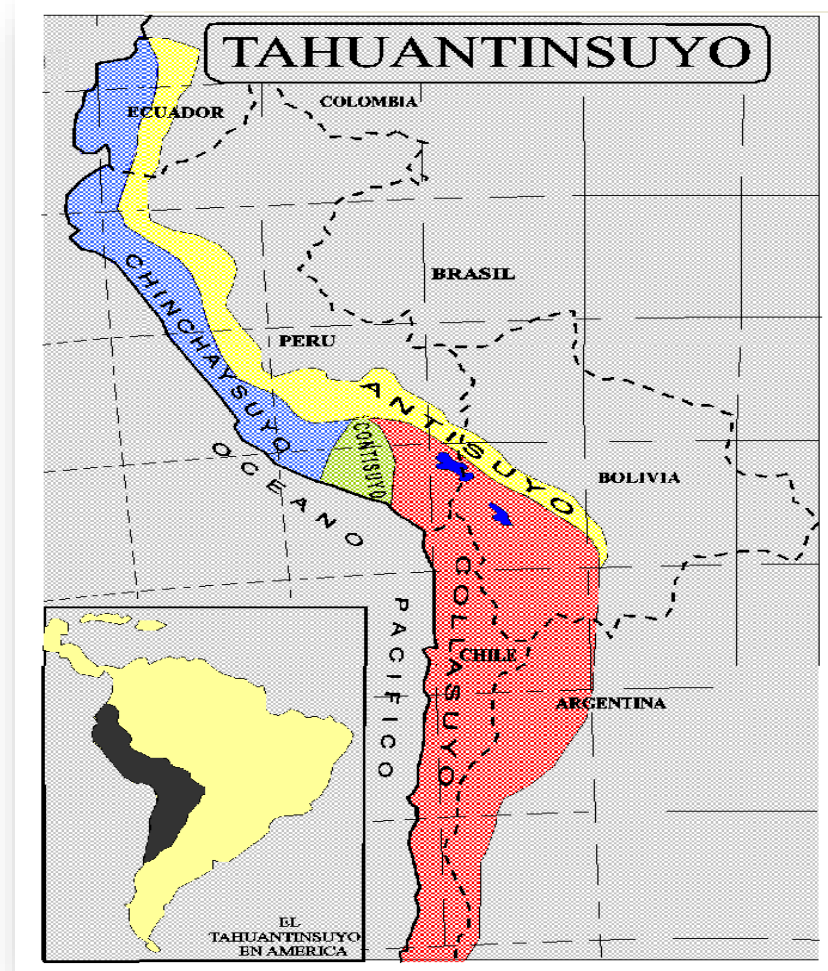 TAHUANTINSUYO
COLOMBIA
ECUADOR
BRASIL
CHINCHAYSUYO
PERU
ANTISUYO
CONTISUYO
BOLIVIA
OCEANO
PACIFICO
COLLASUYO
CHILE
ARGENTINA
EL
TAHUANTINSUYO
EN AMERICA